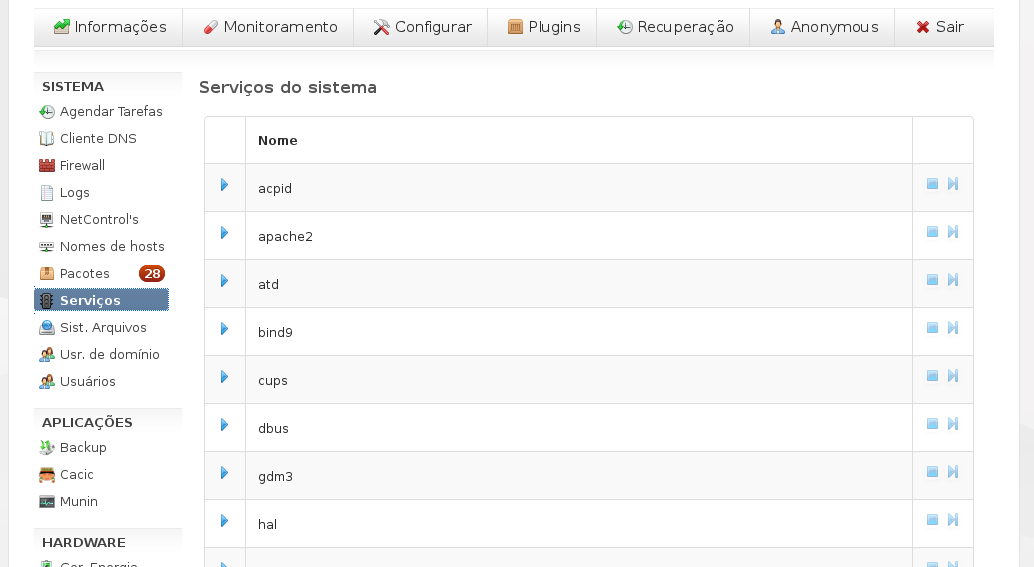 Informações Monitoramento Configurar Plugins Recuperação Anonymous Sair
SISTEMA
Agendar Tarefas
Cliente DNS
Firewall
Logs
NetControl's
Nomes de hosts
Pacotes 28
Serviços
Sist. Arquivos
Usr. de domínio
Usuários
APLICAÇÕES
Backup
Cacic
Munin
HARDWARE
Ger. Energia
Serviços do sistema
Nome
acpid
apache2
atd
bind9
cups
dbus
gdm3
hal